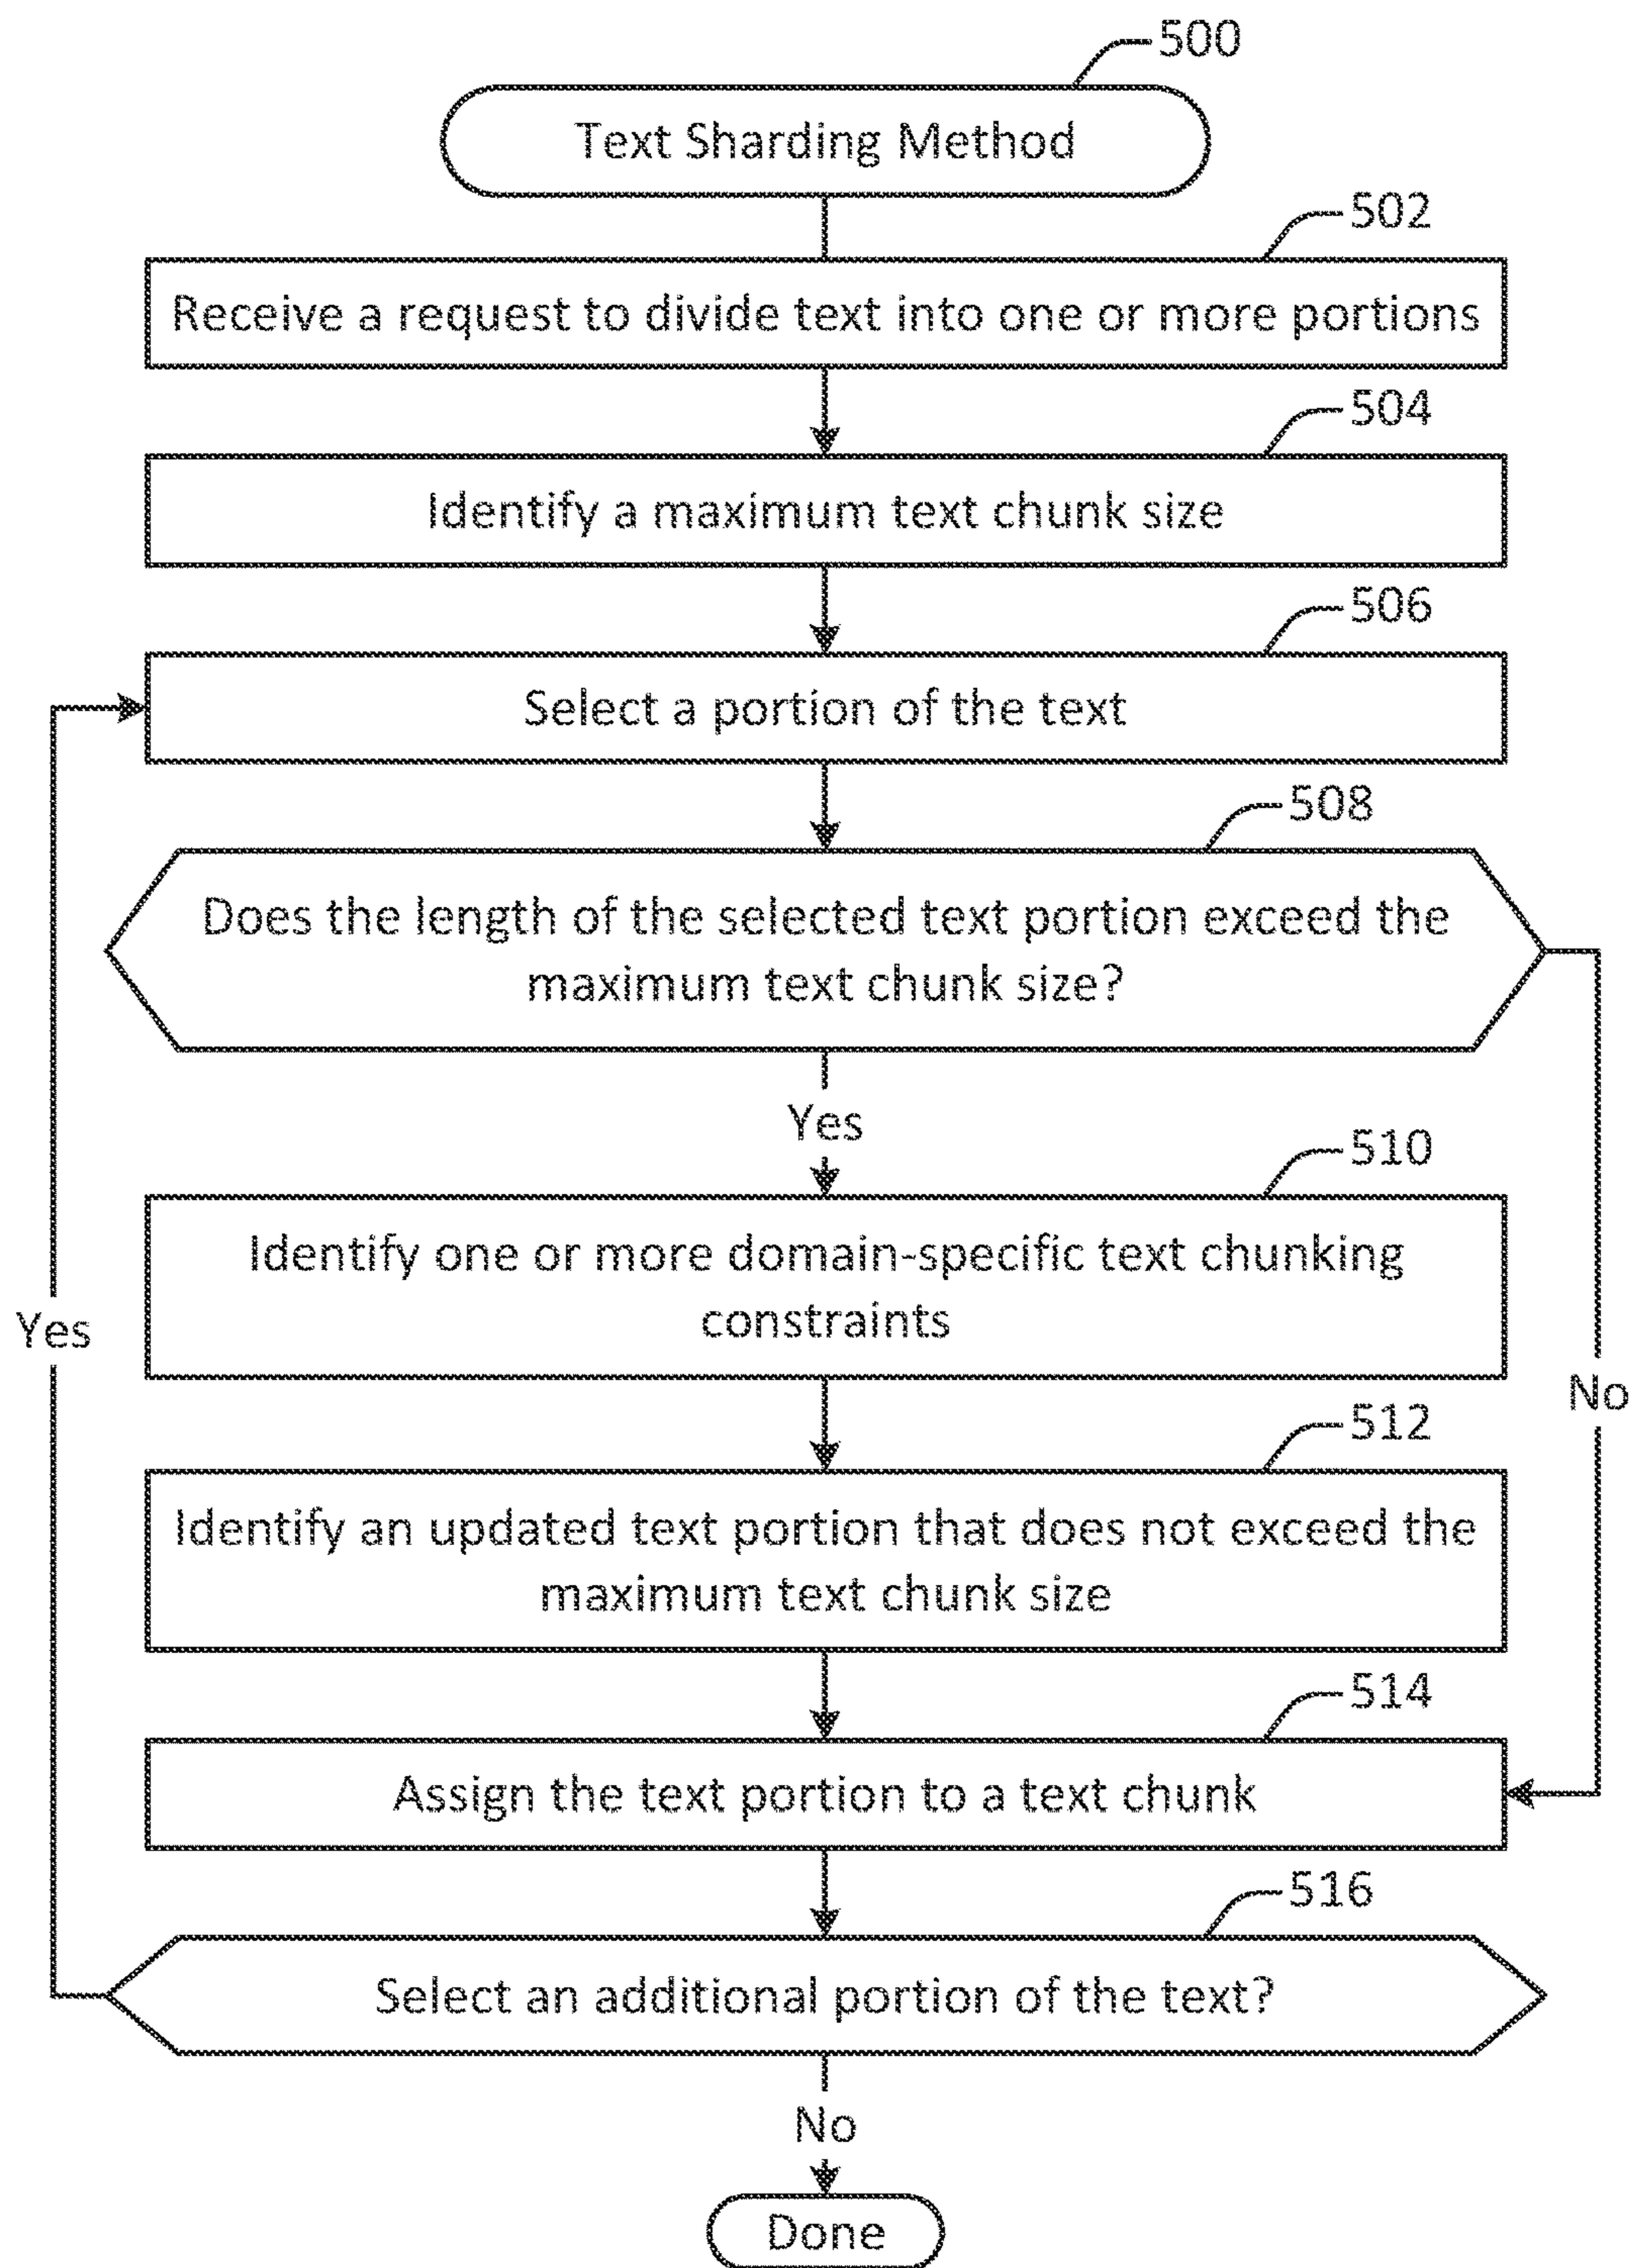 500
Text Sharding Method
502
Receive a request to divide text into one or more portions
504
Identify a maximum text chunk size
506
Select a portion of the text
508
Does the length of the selected text portion exceed the
maximum text chunk size?
Yes
510
Identify one or more domain-specific text chunking
constraints
Yes
No
512
Identify an updated text portion that does not exceed the
maximum text chunk size
514
Assign the text portion to a text chunk
516
Select an additional portion of the text?
No
Done